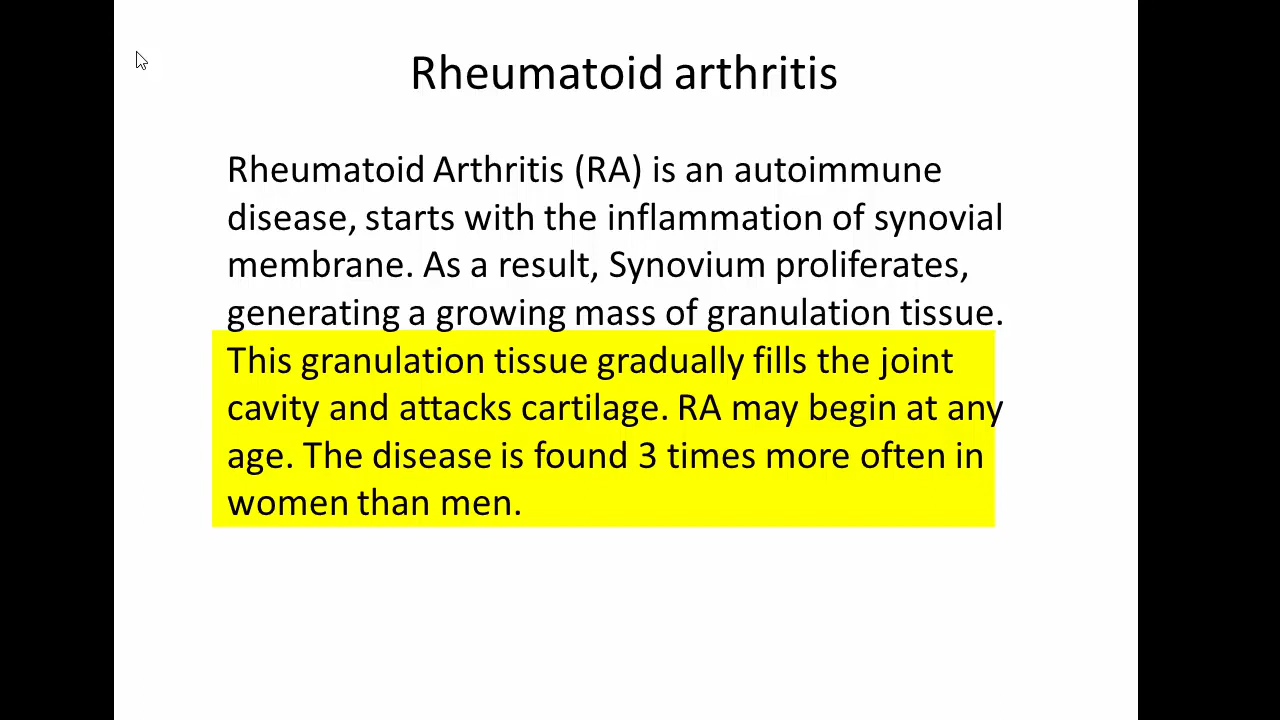 Rheumatoid arthritis
Rheumatoid Arthritis (RA) is an autoimmune
disease, starts with the inflammation of synovial
membrane. As a result, Synovium proliferates,
generating a growing mass of granulation tissue.
This granulation tissue gradually fills the joint
cavity and attacks cartilage. RA may begin at any
age. The disease is found 3 times more often in
women than men.